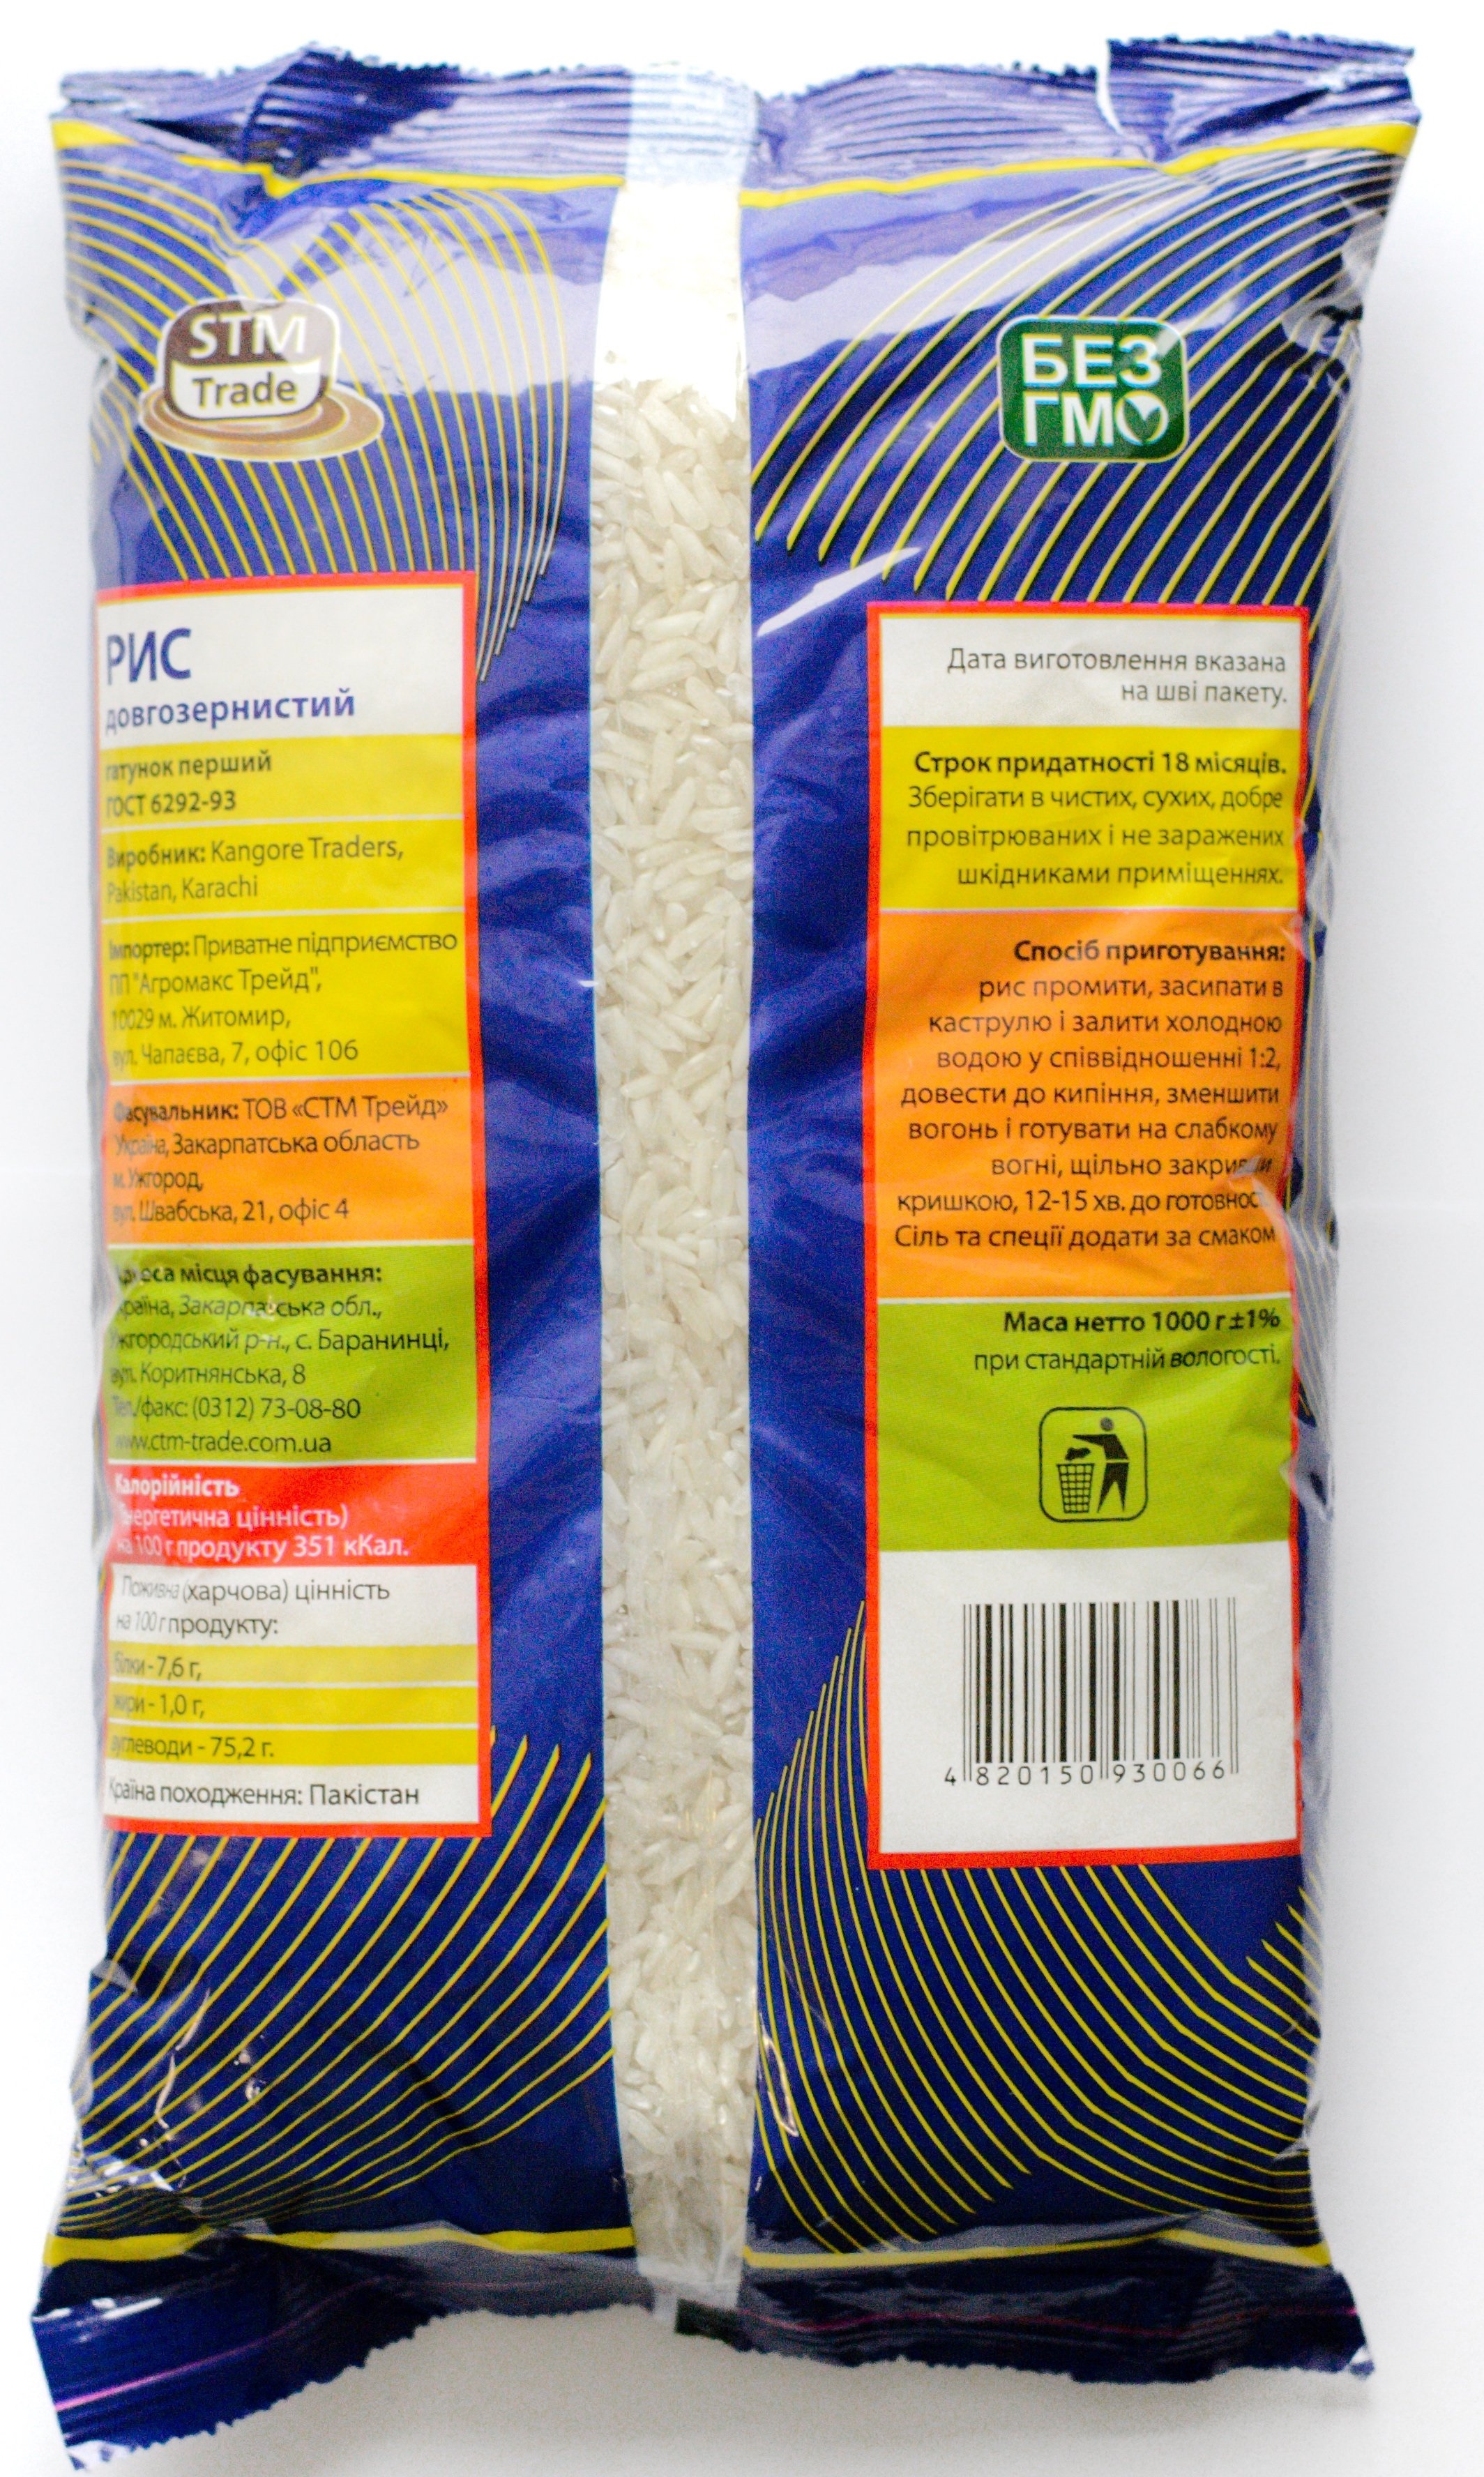 STM
Trade
БЕЗ
ГМО
РИС
довгозернистий
гатунок перший
ГОСТ 6292-93
Виробник: Kangore Traders,
Pakistan, Karachi
Імпортер: Приватне підприємство
ПП "Агромакс Трейд",
10029 м. Житомир,
вул. Чапаєва, 7, офіс 106
Фасувальник: ТОВ «СТМ Трейд»
Україна, Закарпатська область
м. Ужгород,
вул. Швабська, 21, офіс 4
Адреса місця фасування:
Україна, Закарпатська обл.,
Ужгородський р-н., с. Баранинці,
вул. Коритнянська, 8
Тел./факс: (0312) 73-08-80
www.ctm-trade.com.ua
Калорійність
(енергетична цінність)
на 100 г продукту 351 кКал.
Поживна (харчова) цінність
на 100 г продукту:
білки - 7,6 г,
жири - 1,0 г,
вуглеводи - 75,2 г.
Країна походження: Пакістан
Дата виготовлення вказана
на шві пакету.
Строк придатності 18 місяців.
Зберігати в чистих, сухих, добре
провітрюваних і не заражених
шкідниками приміщеннях.
Спосіб приготування:
рис промити, засипати в
каструлю і залити холодною
водою у співвідношенні 1:2,
довести до кипіння, зменшити
вогонь і готувати на слабкому
вогні, щільно закривши
кришкою, 12-15 хв. до готовност
Сіль та спеції додати за смаком
Маса нетто 1000 г ±1%
при стандартній вологості.
4 820150 930066